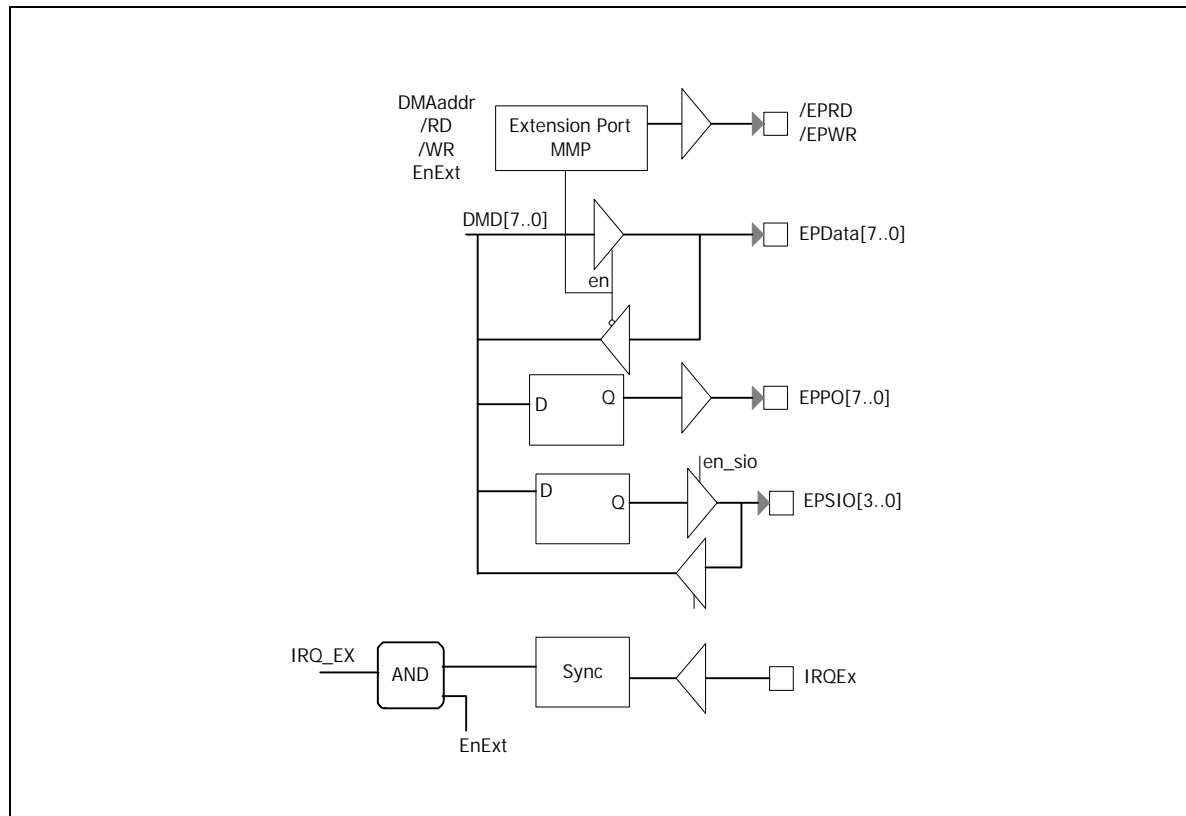 DMAaddr
/RD
/WR
EnExt
Extension Port
MMP
/EPRD
/EPWR
DMD[7..0]
EPData[7..0]
en
D
Q
EPPO[7..0]
en_sio
D
Q
EPSIO[3..0]
IRQ_EX
AND
Sync
IRQEx
EnExt